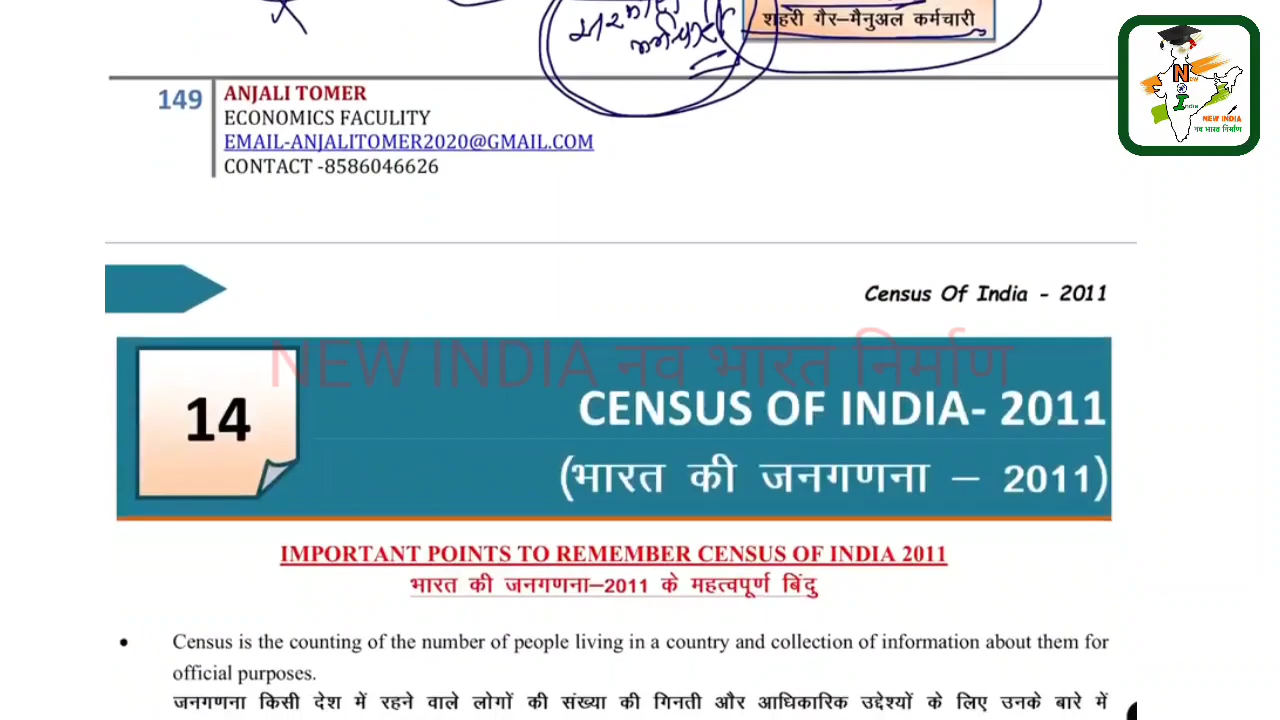 शहरी गैर–मैनुअल कर्मचारी
149
ANJALI TOMER
ECONOMICS FACULITY
EMAIL-ANJALITOMER2020@GMAIL.COM
CONTACT -8586046626
NEW INDIA
नव भारत निर्माण
Census Of India - 2011
NEW INDIA नव भारत निर्माण
14
CENSUS OF INDIA- 2011
(भारत की जनगणना – 2011)
IMPORTANT POINTS TO REMEMBER CENSUS OF INDIA 2011
भारत की जनगणना–2011 के महत्वपूर्ण बिंदु
• Census is the counting of the number of people living in a country and collection of information about them for
official purposes.
जनगणना किसी देश में रहने वाले लोगों की संख्या की गिनती और आधिकारिक उद्देश्यों के लिए उनके बारे में